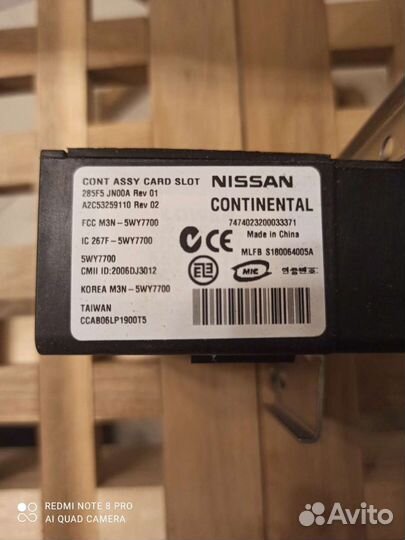 CONT ASSY CARD SLOT NISSAN
285F5 JN00A Rev 01
A2C53259110 Rev 02 CONTINENTAL
FCC M3N-5WY7700 7474023200033371
Made in China
IC 267F-5WY7700 CE
MLFB S180064005A
5WY7700
CMII ID:2006DJ3012 MIC
KOREA M3N-5WY7700
TAIWAN
CCAB06LP1900T5
REDMI NOTE 8 PRO
AI QUAD CAMERA
Avito